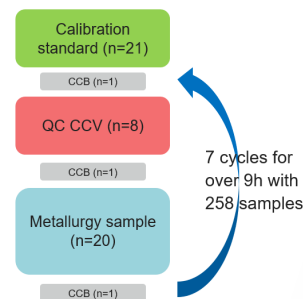 Calibration
standard (n=21)
CCB (n=1)
QC CCV (n=8)
CCB (n=1)
Metallurgy sample
(n=20)
CCB (n=1)
7 cycles for
over 9h with
258 samples